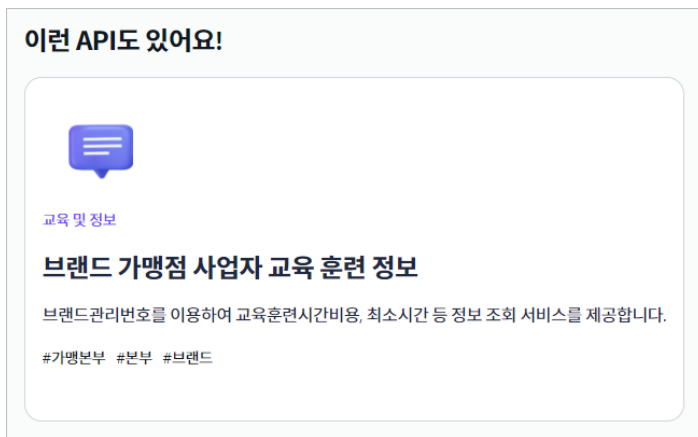 이런 API도 있어요!
교육 및 정보
브랜드 가맹점 사업자 교육 훈련 정보
브랜드관리번호를 이용하여 교육훈련시간비용, 최소시간 등 정보 조회 서비스를 제공합니다.
#가맹본부 #본부 #브랜드